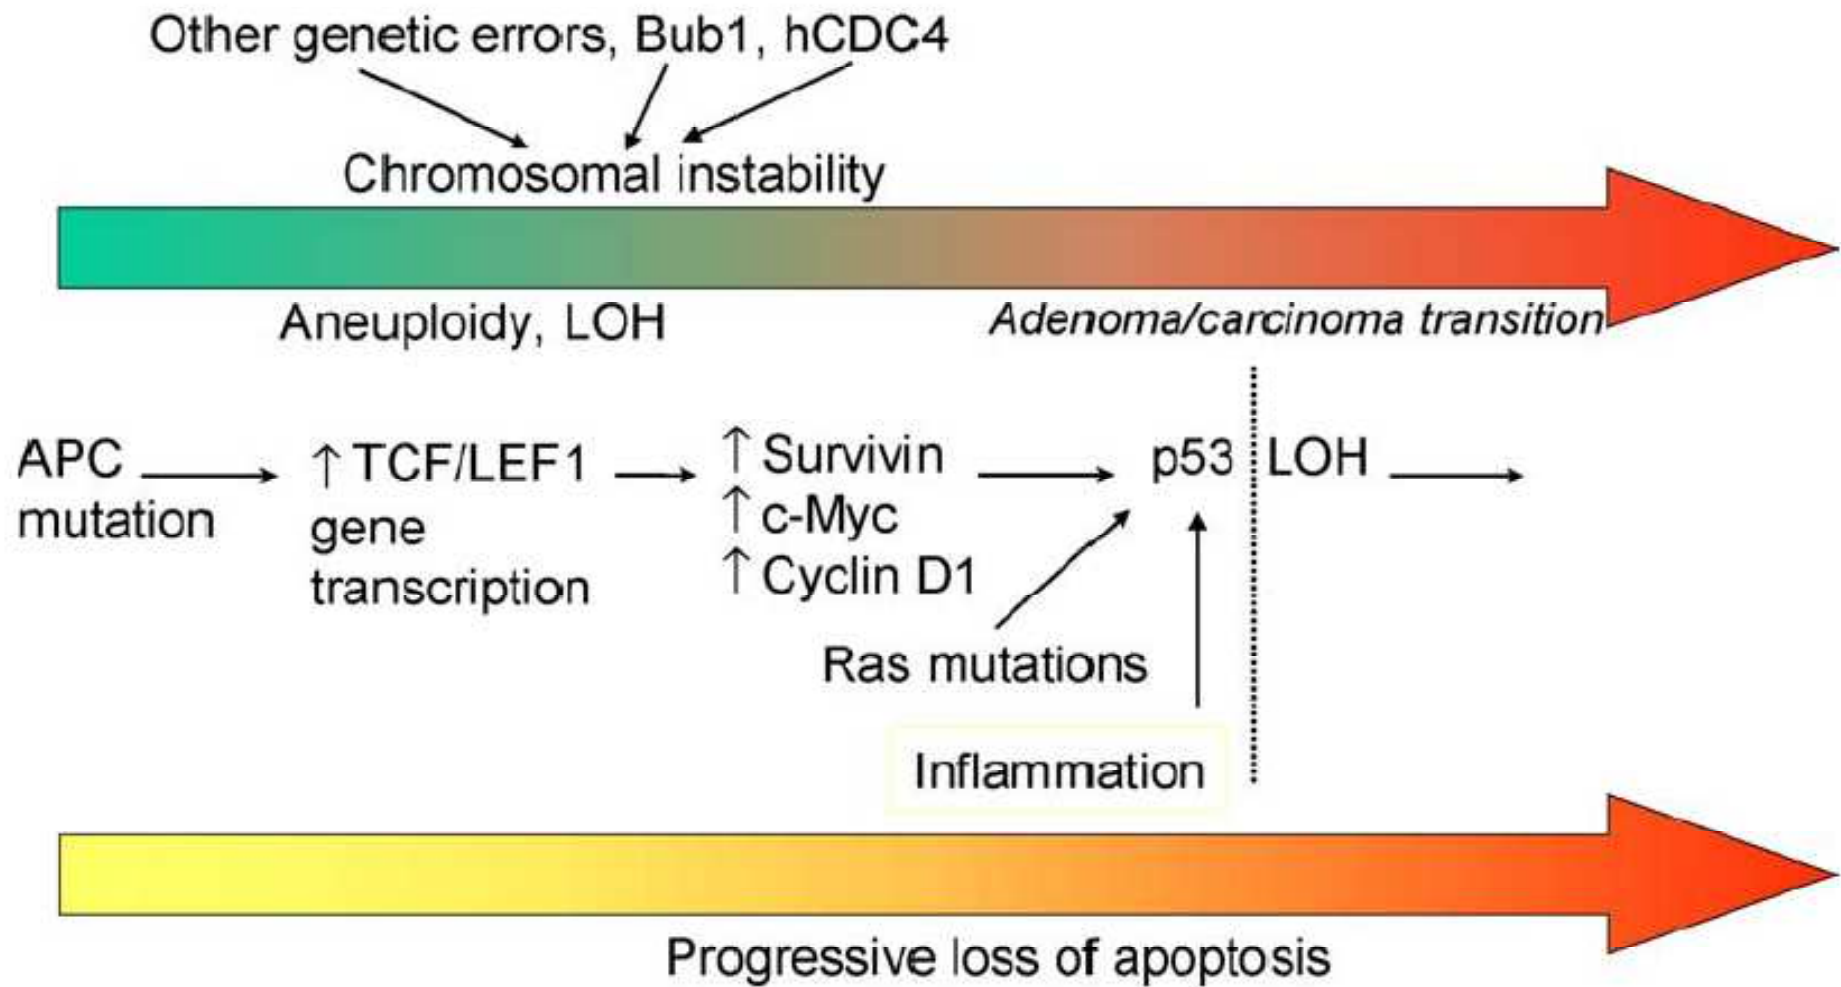 Other genetic errors, Bub1, hCDC4
Chromosomal instability
Aneuploidy, LOH
Adenoma/carcinoma transition
APC
mutation
↑ TCF/LEF1
gene
transcription
↑ Survivin
↑ c-Myc
↑ Cyclin D1
p53
LOH
Ras mutations
Inflammation
Progressive loss of apoptosis